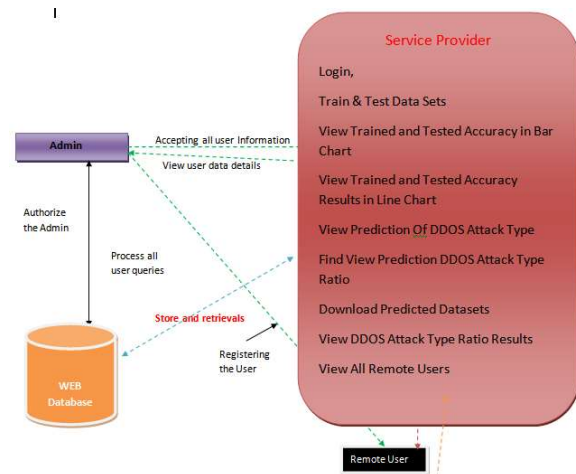 Service Provider
Login,
Train & Test Data Sets
View Trained and Tested Accuracy in Bar
Chart
View Trained and Tested Accuracy
Results in Line Chart
View Prediction Of DDOS Attack Type
Find View Prediction DDOS Attack Type
Ratio
Download Predicted Datasets
View DDOS Attack Type Ratio Results
View All Remote Users
Admin
Accepting all user Information
View user data details
Authorize
the Admin
Process all
user queries
Store and retrievals
Registering
the User
WEB
Database
Remote User